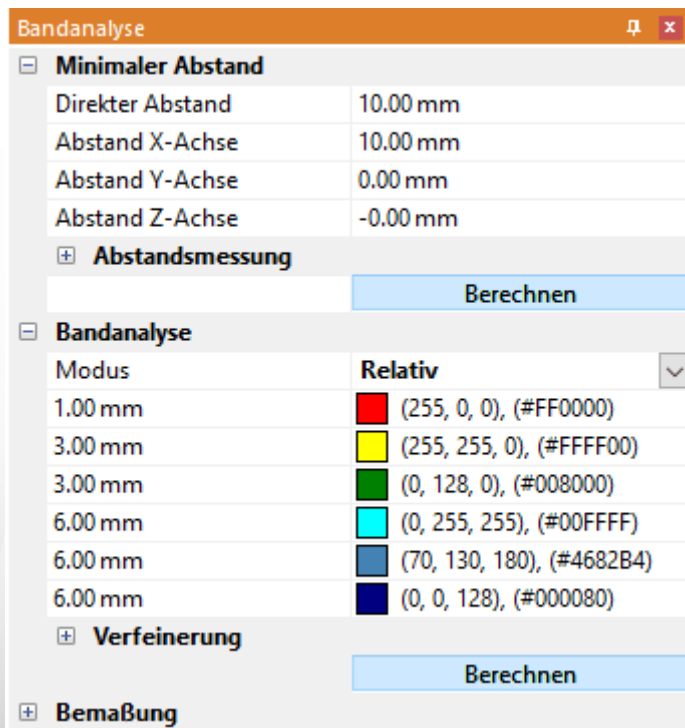 Bandanalyse
Minimaler Abstand
Direkter Abstand 10.00 mm
Abstand X-Achse 10.00 mm
Abstand Y-Achse 0.00 mm
Abstand Z-Achse -0.00 mm
Abstandsmessung
Berechnen
Bandanalyse
Modus Relativ
1.00 mm (255, 0, 0), (#FF0000)
3.00 mm (255, 255, 0), (#FFFF00)
3.00 mm (0, 128, 0), (#008000)
6.00 mm (0, 255, 255), (#00FFFF)
6.00 mm (70, 130, 180), (#4682B4)
6.00 mm (0, 0, 128), (#000080)
Verfeinerung
Berechnen
Bemaßung